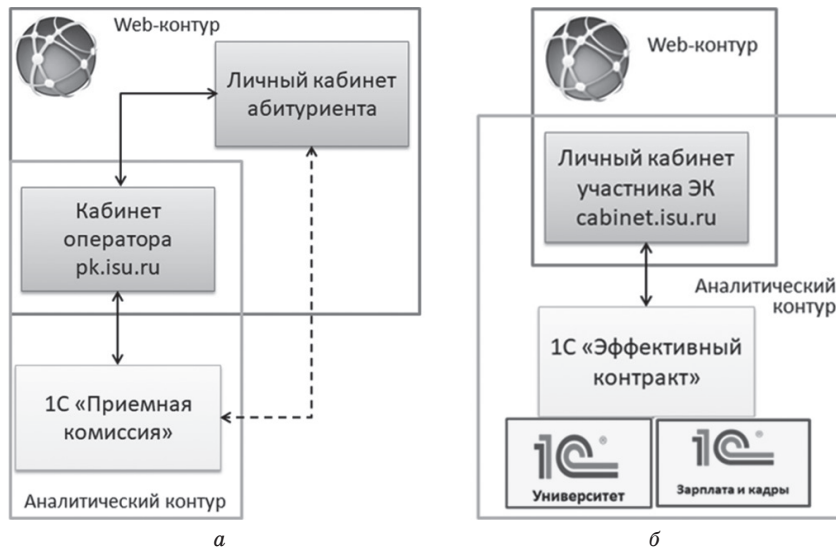 Web-контур
Личный кабинет
абитуриента
Кабинет
оператора
pk.isu.ru
1С «Приемная
комиссия»
Аналитический контур
а
Web-контур
Личный кабинет
участника ЭК
cabinet.isu.ru
Аналитический
контур
1С «Эффективный
контракт»
1С®
Университет
1С®
Зарплата и кадры
б